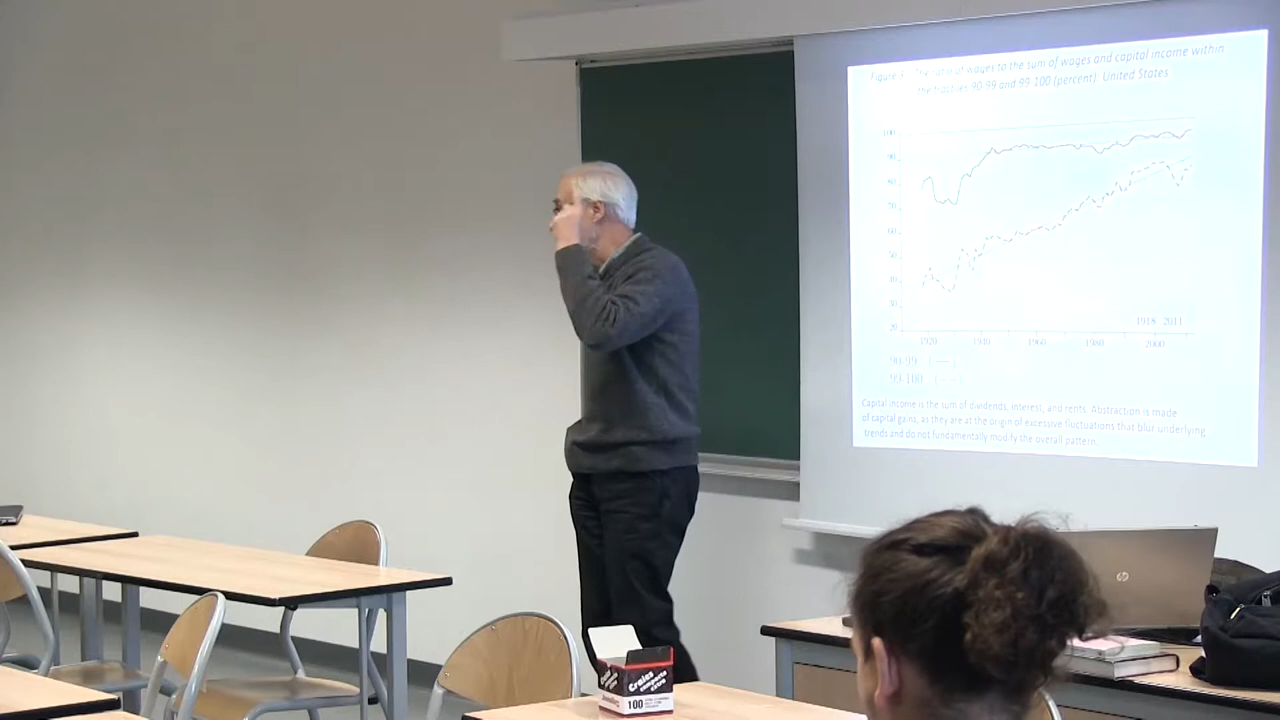 Figure 3 The ratio of wages to the sum of wages and capital income within
the fractiles 90-99 and 99-100 (percent): United States
100
90
80
70
60
50
40
30
20
1918 2011
1920 1940 1960 1980 2000
90-99
99-100
Capital income is the sum of dividends, interest, and rents. Abstraction is made
of capital gains, as they are at the origin of excessive fluctuations that blur underlying
trends and do not fundamentally modify the overall pattern.
hp
Craies
100